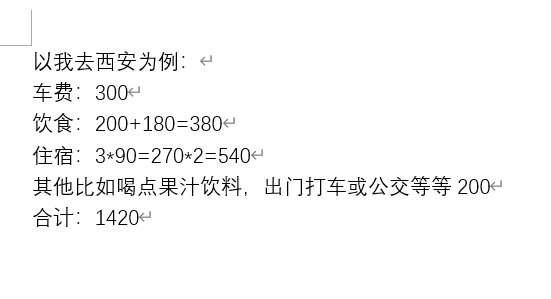 以我去西安为例：
车费：300
饮食：200+180=380
住宿：3*90=270*2=540
其他比如喝点果汁饮料，出门打车或公交等等 200
合计：1420